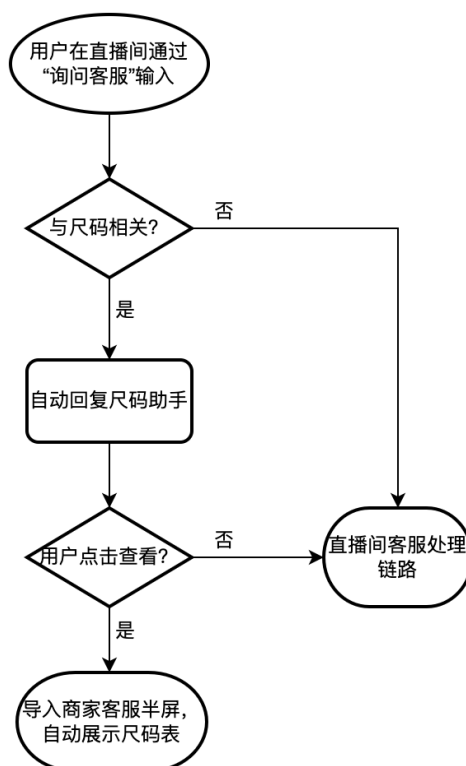 用户在直播间通过
“询问客服”输入
与尺码相关?
否
是
自动回复尺码助手
用户点击查看?
否
直播间客服处理
链路
是
导入商家客服半屏，
自动展示尺码表